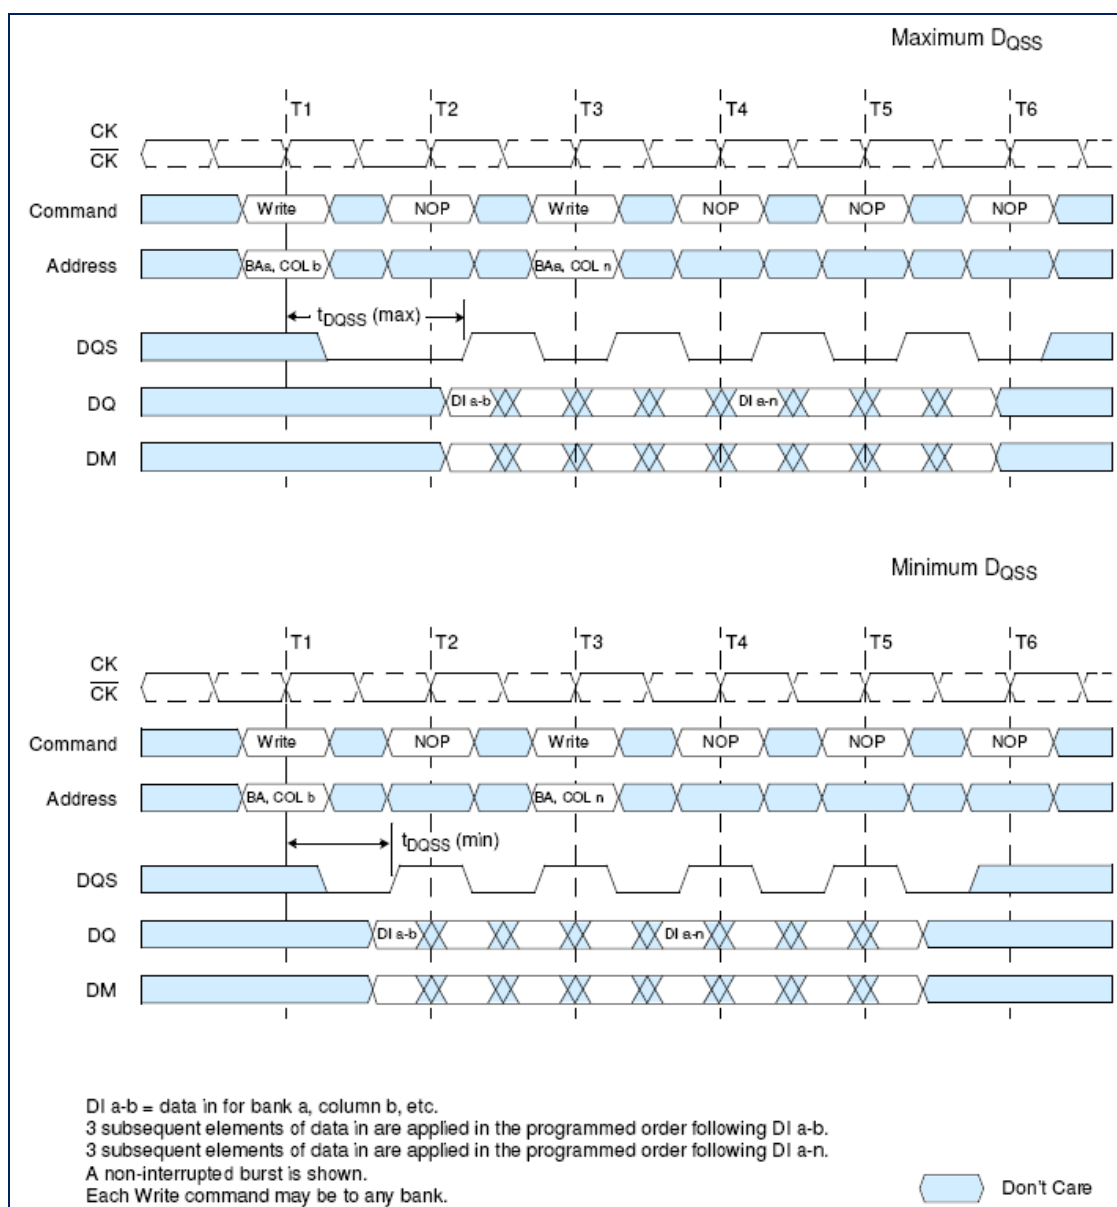 Maximum DQSS
T1 T2 T3 T4 T5 T6
CK
CK
Command Write NOP Write NOP NOP NOP
Address BAa, COL b BAa, COL n
tDQSS (max)
DQS
DQ DI a-b DI a-n
DM
Minimum DQSS
T1 T2 T3 T4 T5 T6
CK
CK
Command Write NOP Write NOP NOP NOP
Address BA, COL b BA, COL n
tDQSS (min)
DQS
DQ DI a-b DI a-n
DM
DI a-b = data in for bank a, column b, etc.
3 subsequent elements of data in are applied in the programmed order following DI a-b.
3 subsequent elements of data in are applied in the programmed order following DI a-n.
A non-interrupted burst is shown.
Each Write command may be to any bank.
Don't Care